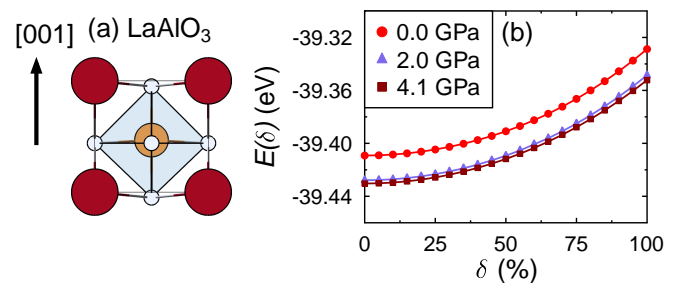 [001]
(a) LaAlO₃
(b)
0.0 GPa
2.0 GPa
4.1 GPa
E(δ) (eV)
-39.32
-39.36
-39.40
-39.44
0 25 50 75 100
δ (%)